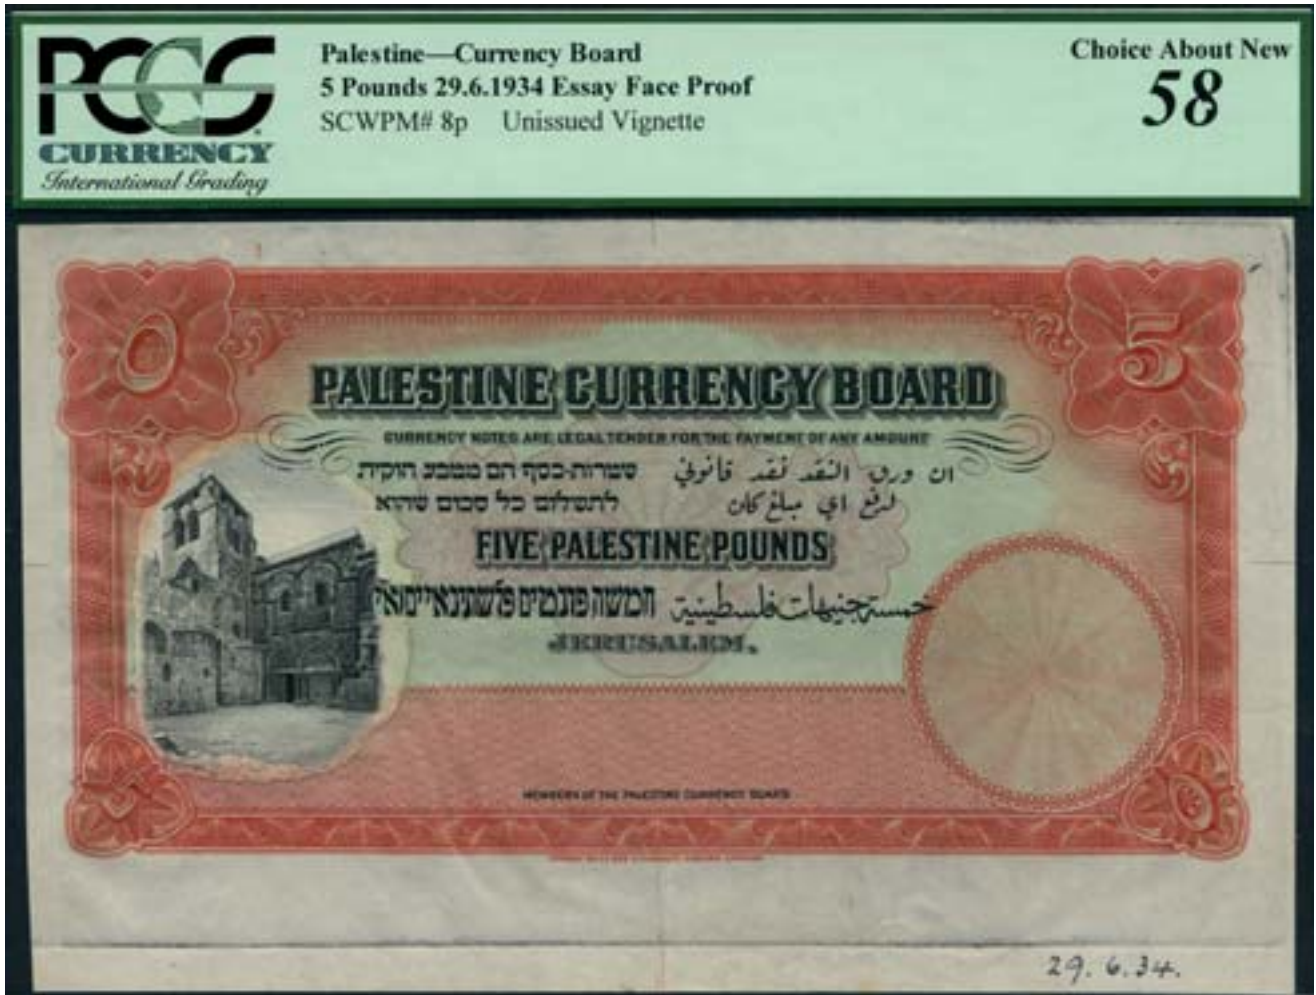 PCGS
CURRENCY
International Grading
Palestine—Currency Board
5 Pounds 29.6.1934 Essay Face Proof
SCWPM# 8p Unissued Vignette
Choice About New
58
5
PALESTINE CURRENCY BOARD
CURRENCY NOTES ARE LEGAL TENDER FOR THE PAYMENT OF ANY AMOUNT
שטרות-כסף הם מטבע חוקית
לתשלום כל סכום שהוא
ان ورق النقد نقد قانوني
لدفع اي مبلغ كان
FIVE PALESTINE POUNDS
חמשה פונטים פלשתינאיים א״י
خمسة جنيهات فلسطينية
JERUSALEM.
MEMBERS OF THE PALESTINE CURRENCY BOARD
29.6.34.